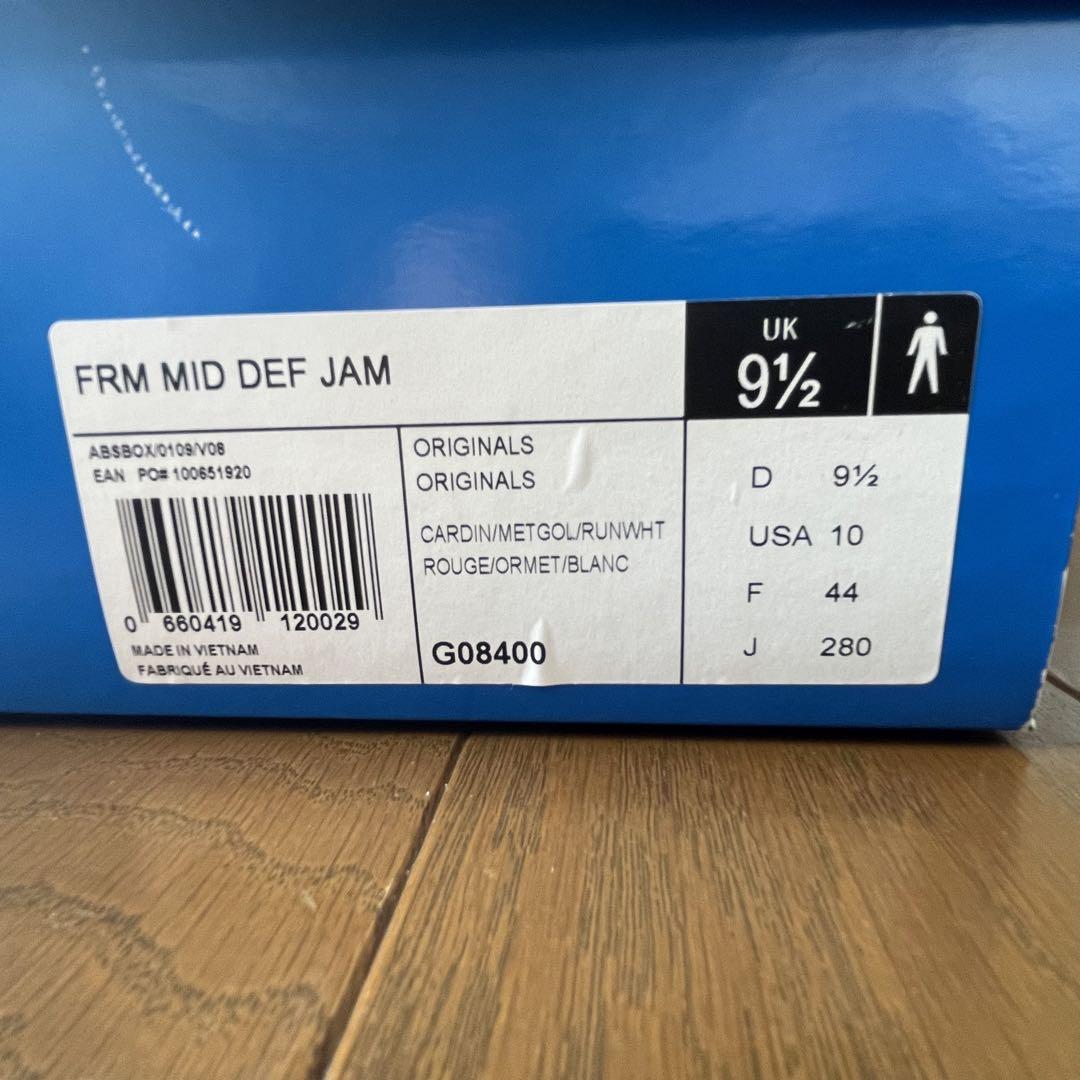 FRM MID DEF JAM
UK
9½
ABSBOX/0109/V08
EAN PO# 100651920
0 660419 120029
MADE IN VIETNAM
FABRIQUÉ AU VIETNAM
ORIGINALS
ORIGINALS
CARDIN/METGOL/RUNWHT
ROUGE/ORMET/BLANC
G08400
D 9½
USA 10
F 44
J 280